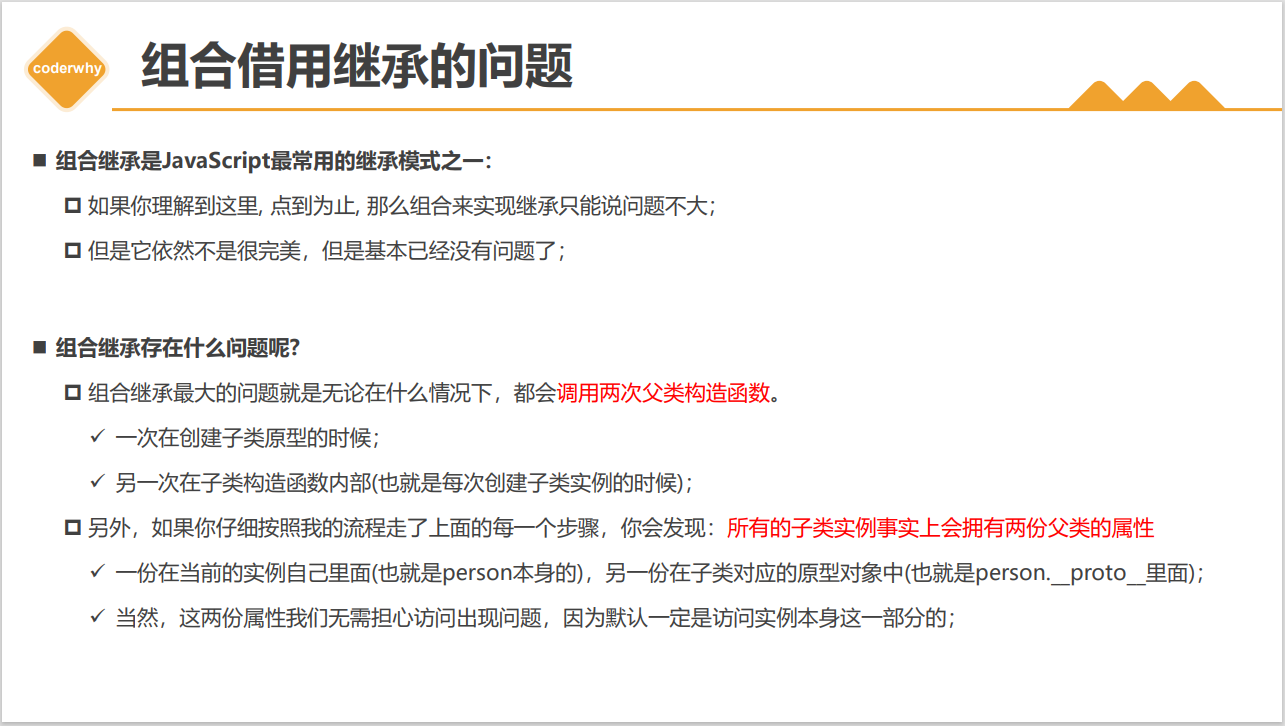 coderwhy
组合借用继承的问题
组合继承是JavaScript最常用的继承模式之一：
如果你理解到这里, 点到为止, 那么组合来实现继承只能说问题不大；
但是它依然不是很完美，但是基本已经没有问题了；
组合继承存在什么问题呢?
组合继承最大的问题就是无论在什么情况下，都会调用两次父类构造函数。
一次在创建子类原型的时候；
另一次在子类构造函数内部(也就是每次创建子类实例的时候)；
另外，如果你仔细按照我的流程走了上面的每一个步骤，你会发现：所有的子类实例事实上会拥有两份父类的属性
一份在当前的实例自己里面(也就是person本身的)，另一份在子类对应的原型对象中(也就是person.__proto__里面)；
当然，这两份属性我们无需担心访问出现问题，因为默认一定是访问实例本身这一部分的；